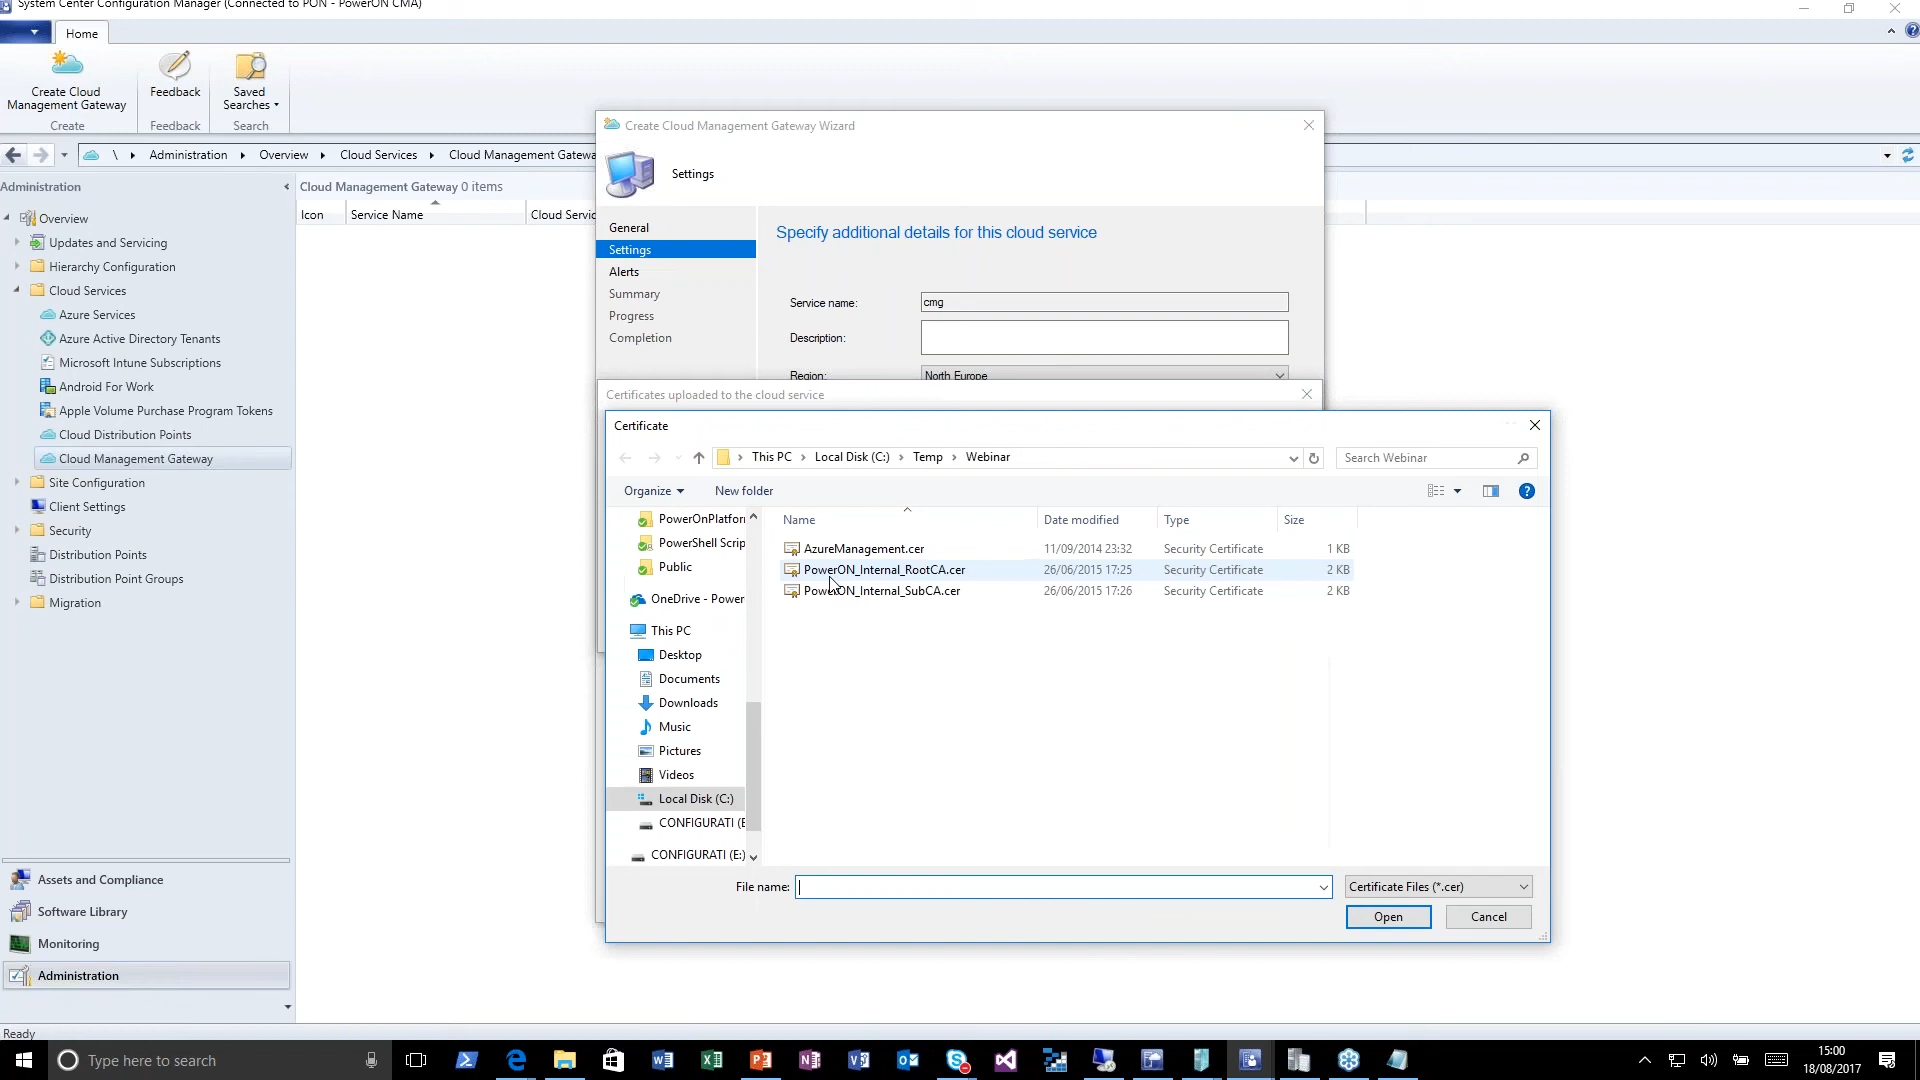 System Center Configuration Manager (Connected to PON - PowerON CMA)
Home
Create Cloud
Management Gateway
Feedback
Saved
Searches
Create
Feedback
Search
\ Administration Overview Cloud Services Cloud Management Gatewa
Administration
Overview
Updates and Servicing
Hierarchy Configuration
Cloud Services
Azure Services
Azure Active Directory Tenants
Microsoft Intune Subscriptions
Android For Work
Apple Volume Purchase Program Tokens
Cloud Distribution Points
Cloud Management Gateway
Site Configuration
Client Settings
Security
Distribution Points
Distribution Point Groups
Migration
Assets and Compliance
Software Library
Monitoring
Administration
Ready
Cloud Management Gateway 0 items
Icon Service Name Cloud Servic
Create Cloud Management Gateway Wizard
Settings
General
Settings
Alerts
Summary
Progress
Completion
Specify additional details for this cloud service
Service name: cmg
Description:
Region: North Europe
Certificates uploaded to the cloud service
Certificate
This PC Local Disk (C:) Temp Webinar
Search Webinar
Organize New folder
PowerOnPlatfor
PowerShell Scrip
Public
OneDrive - Power
This PC
Desktop
Documents
Downloads
Music
Pictures
Videos
Local Disk (C:)
CONFIGURATI (E
CONFIGURATI (E:)
Name Date modified Type Size
AzureManagement.cer 11/09/2014 23:32 Security Certificate 1 KB
PowerON_Internal_RootCA.cer 26/06/2015 17:25 Security Certificate 2 KB
PowerON_Internal_SubCA.cer 26/06/2015 17:26 Security Certificate 2 KB
File name:
Certificate Files (*.cer)
Open
Cancel
Type here to search
15:00
18/08/2017